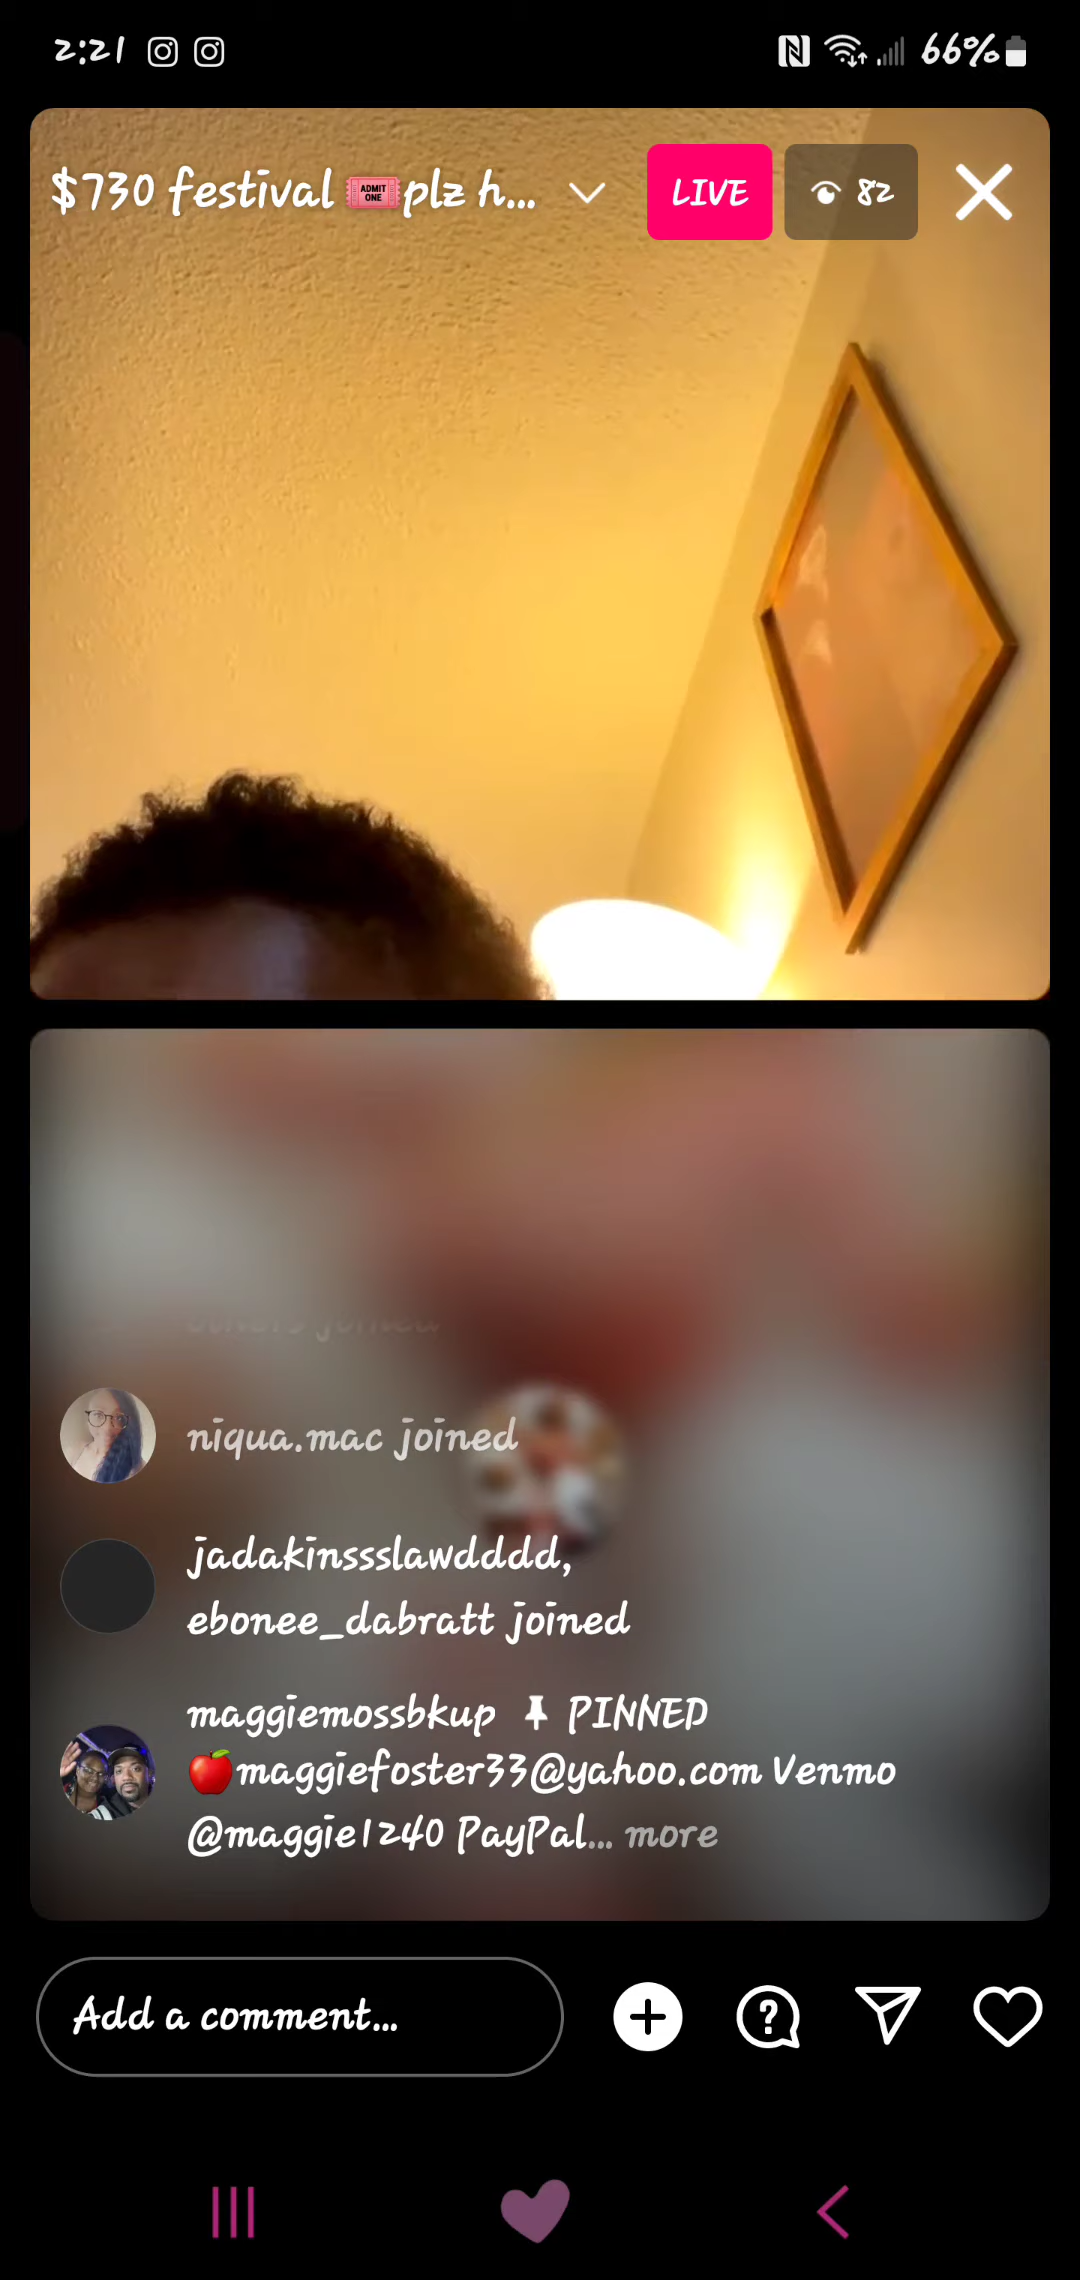 2:21
66%
$730 festival 🎟️plz h...
ADMIT ONE
LIVE
82
niqua.mac joined
jadakinssslawdddd,
ebonee_dabratt joined
maggiemossbkup 📌 PINNED
🍎maggiefoster33@yahoo.com Venmo
@maggie1240 PayPal... more
Add a comment...